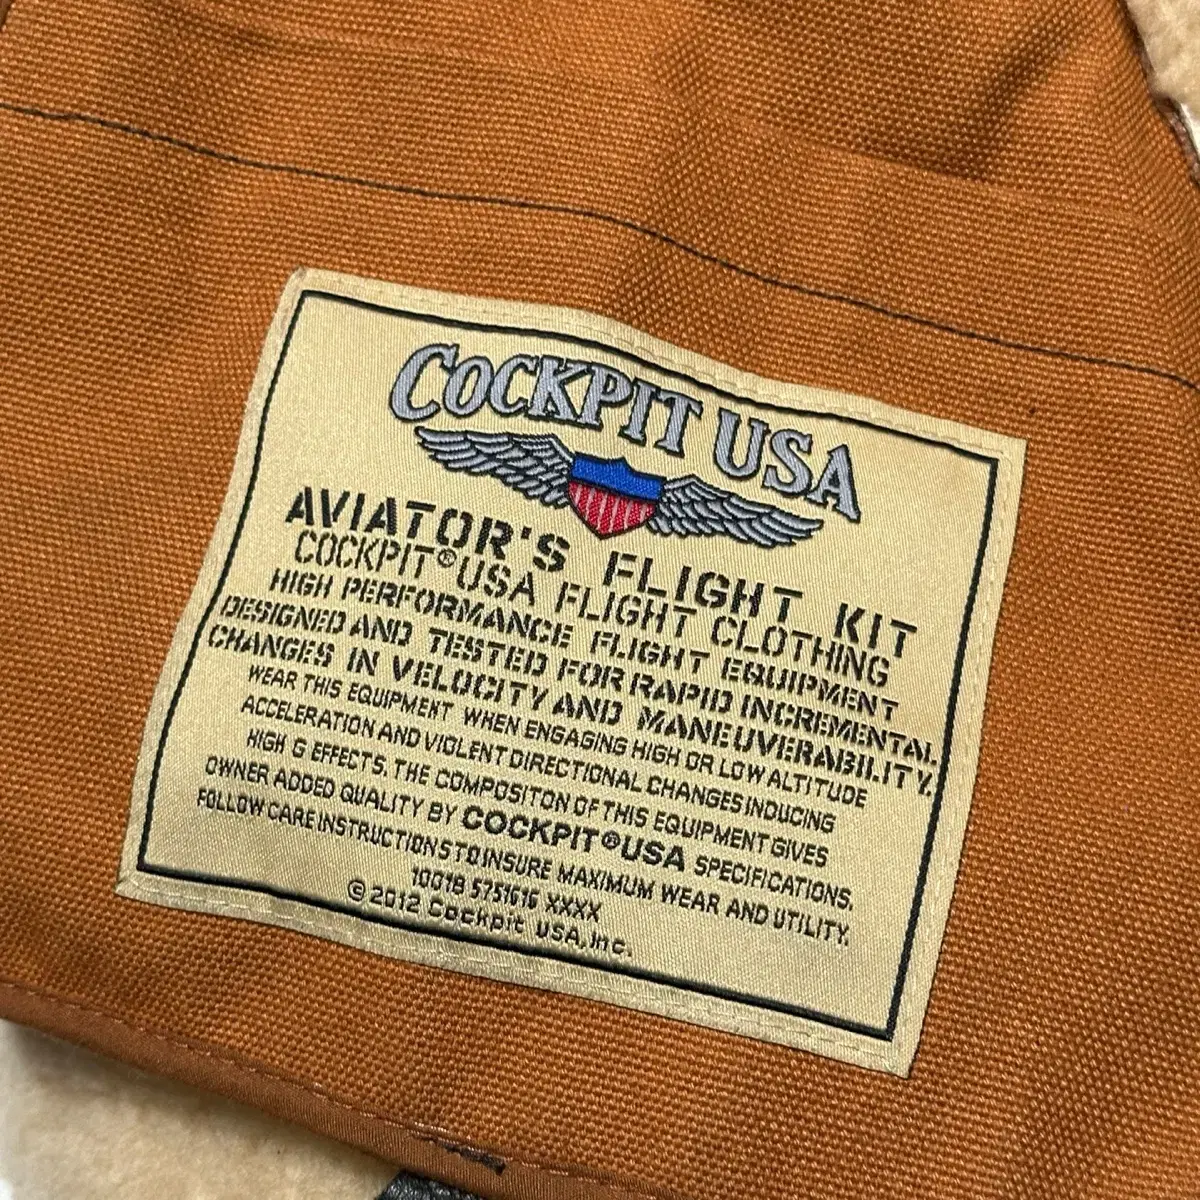 COCKPIT USA
AVIATOR'S FLIGHT KIT
COCKPIT® USA FLIGHT CLOTHING
HIGH PERFORMANCE FLIGHT EQUIPMENT
DESIGNED AND TESTED FOR RAPID INCREMENTAL
CHANGES IN VELOCITY AND MANEUVERABILITY.
WEAR THIS EQUIPMENT WHEN ENGAGING HIGH OR LOW ALTITUDE
ACCELERATION AND VIOLENT DIRECTIONAL CHANGES INDUCING
HIGH G EFFECTS. THE COMPOSITON OF THIS EQUIPMENT GIVES
OWNER ADDED QUALITY BY COCKPIT® USA SPECIFICATIONS.
FOLLOW CARE INSTRUCTIONS TO INSURE MAXIMUM WEAR AND UTILITY.
1001B 5751616 XXXX
© 2012 Cockpit USA, Inc.